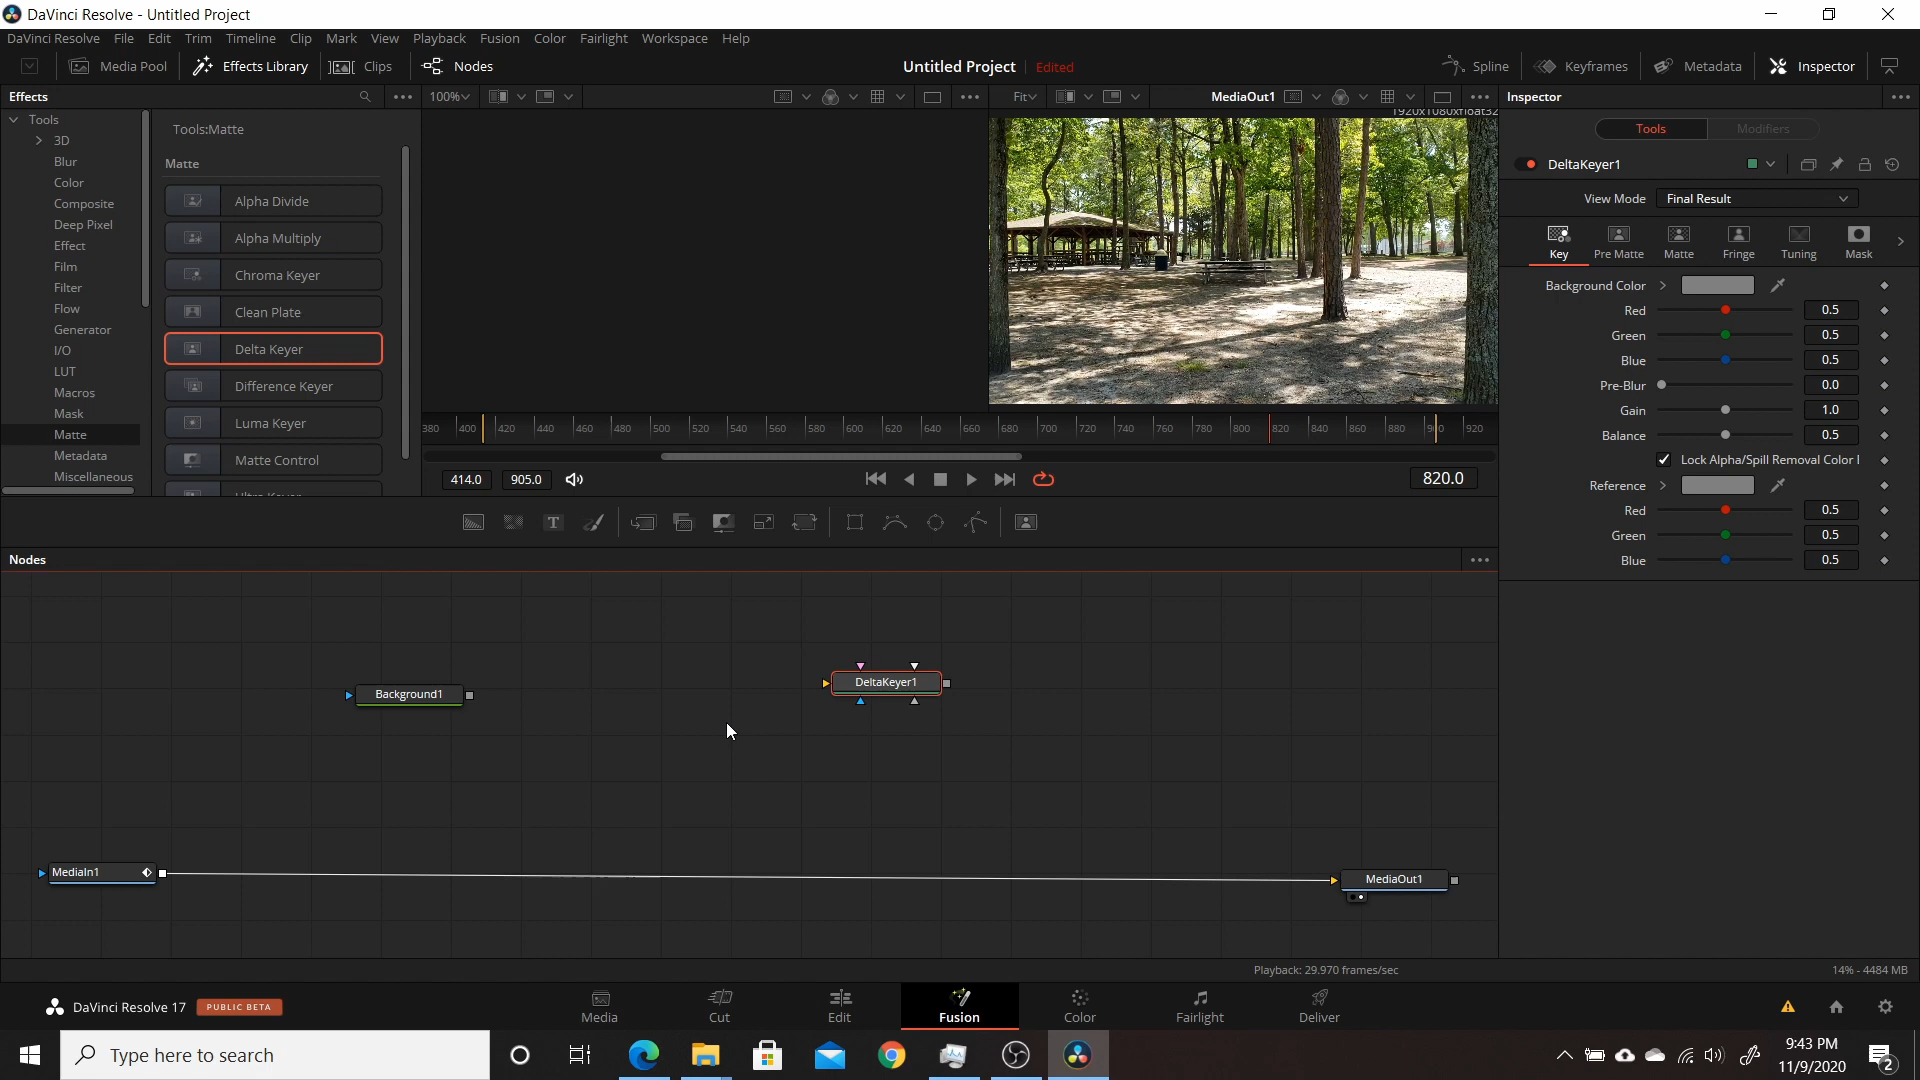 DaVinci Resolve - Untitled Project
DaVinci Resolve File Edit Trim Timeline Clip Mark View Playback Fusion Color Fairlight Workspace Help
Media Pool Effects Library Clips Nodes Untitled Project Edited Spline Keyframes Metadata Inspector
Effects 100% Fit MediaOut1 Inspector
1920x1080xfloat32
Tools
3D
Blur
Color
Composite
Deep Pixel
Effect
Film
Filter
Flow
Generator
I/O
LUT
Macros
Mask
Matte
Metadata
Miscellaneous
Tools:Matte
Matte
Alpha Divide
Alpha Multiply
Chroma Keyer
Clean Plate
Delta Keyer
Difference Keyer
Luma Keyer
Matte Control
380 400 420 440 460 480 500 520 540 560 580 600 620 640 660 680 700 720 740 760 780 800 820 840 860 880 920
414.0 905.0 820.0
Tools Modifiers
DeltaKeyer1
View Mode Final Result
Key Pre Matte Matte Fringe Tuning Mask
Background Color
Red 0.5
Green 0.5
Blue 0.5
Pre-Blur 0.0
Gain 1.0
Balance 0.5
Lock Alpha/Spill Removal Color
Reference
Red 0.5
Green 0.5
Blue 0.5
Nodes
DeltaKeyer1
Background1
MediaIn1
MediaOut1
Playback: 29.970 frames/sec 14% - 4484 MB
DaVinci Resolve 17 PUBLIC BETA Media Cut Edit Fusion Color Fairlight Deliver
Type here to search
9:43 PM
11/9/2020
2